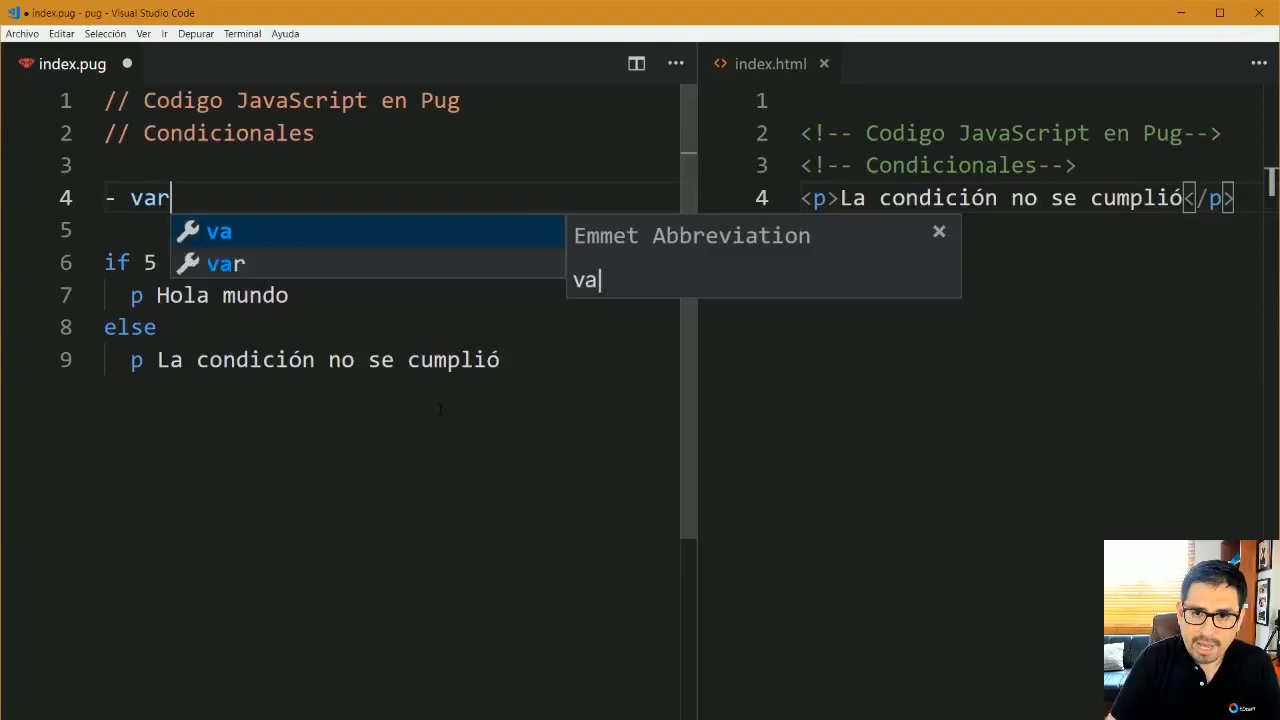 index.pug - pug - Visual Studio Code
Archivo Editar Selección Ver Ir Depurar Terminal Ayuda
index.pug
1 // Codigo JavaScript en Pug
2 // Condicionales
3
4 - var
5
6 if 5
7 p Hola mundo
8 else
9 p La condición no se cumplió
va
var
Emmet Abbreviation
va|
index.html
1
2 <!-- Codigo JavaScript en Pug-->
3 <!-- Condicionales-->
4 <p>La condición no se cumplió</p>